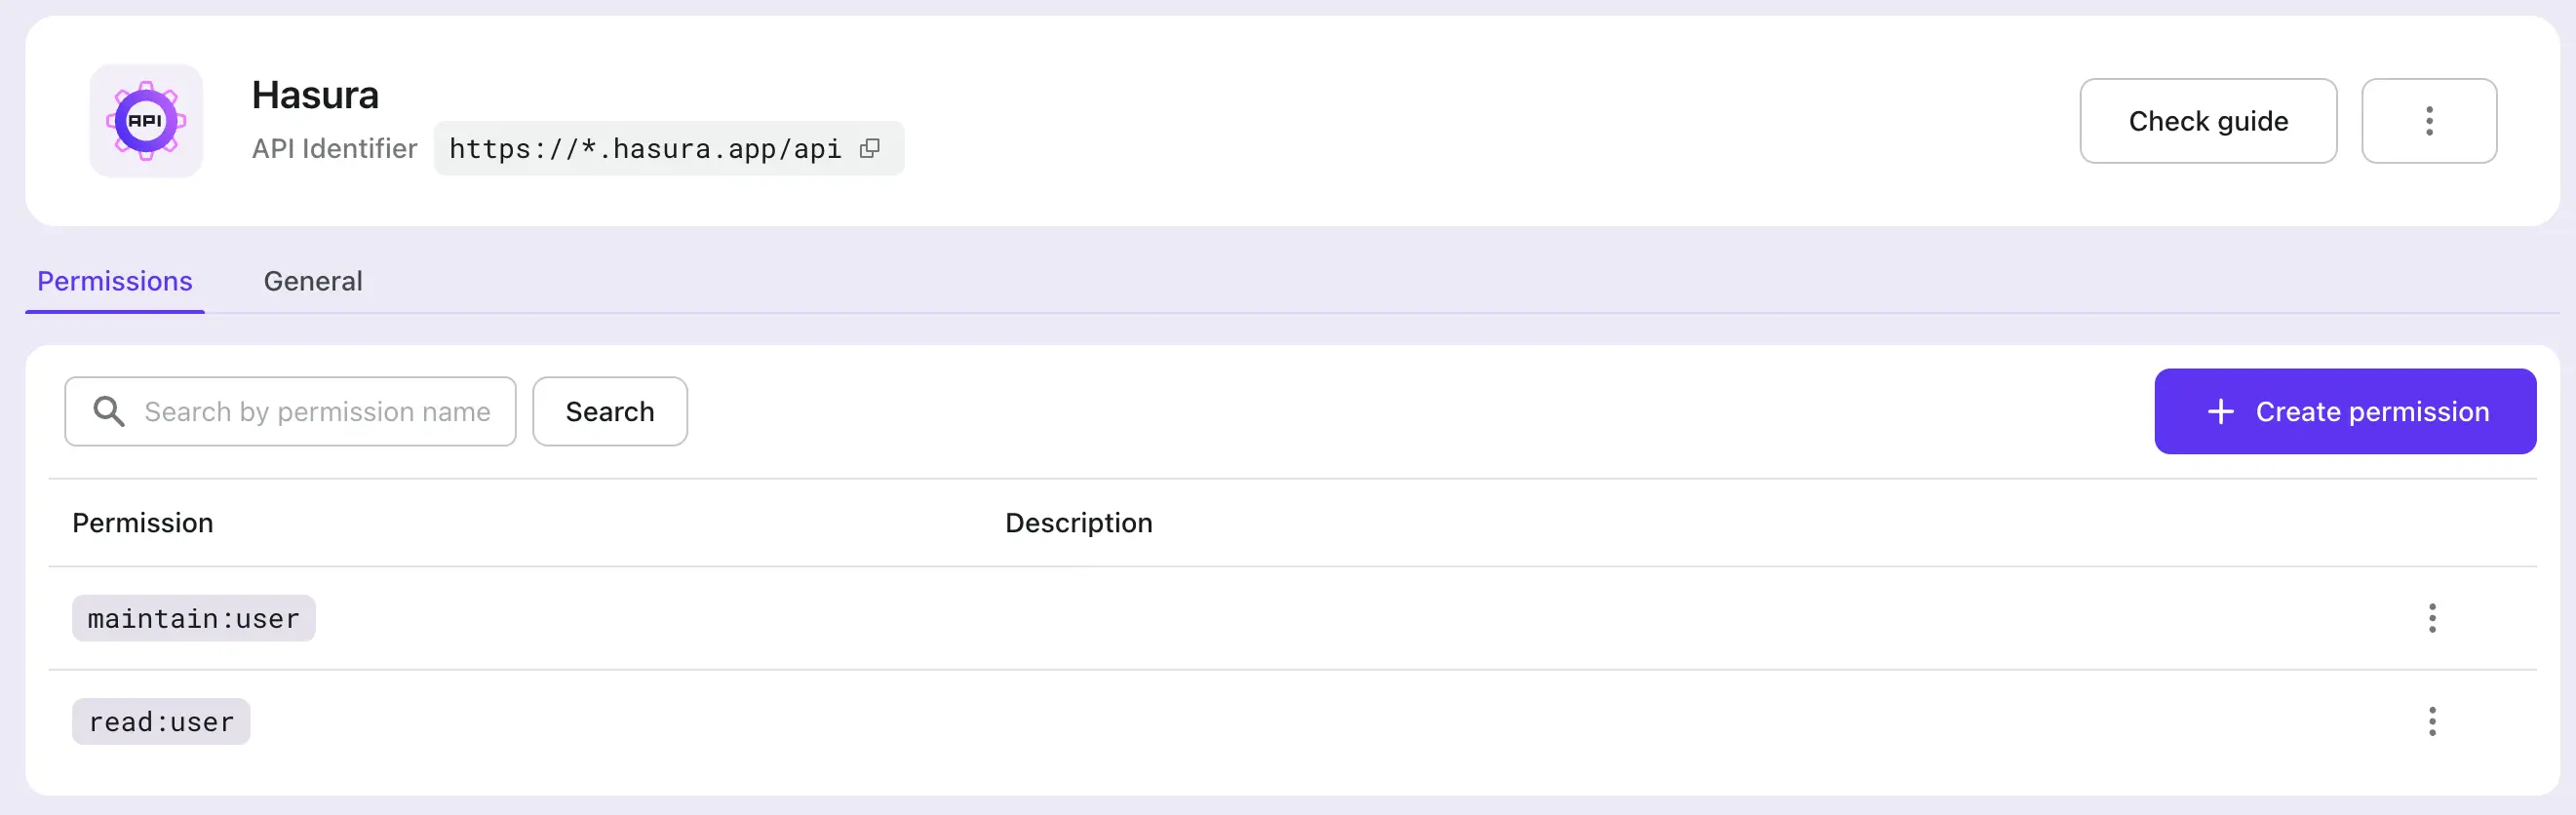 API
Hasura
API Identifier https://*.hasura.app/api
Check guide
Permissions General
Search by permission name Search
Create permission
Permission Description
maintain:user
read:user